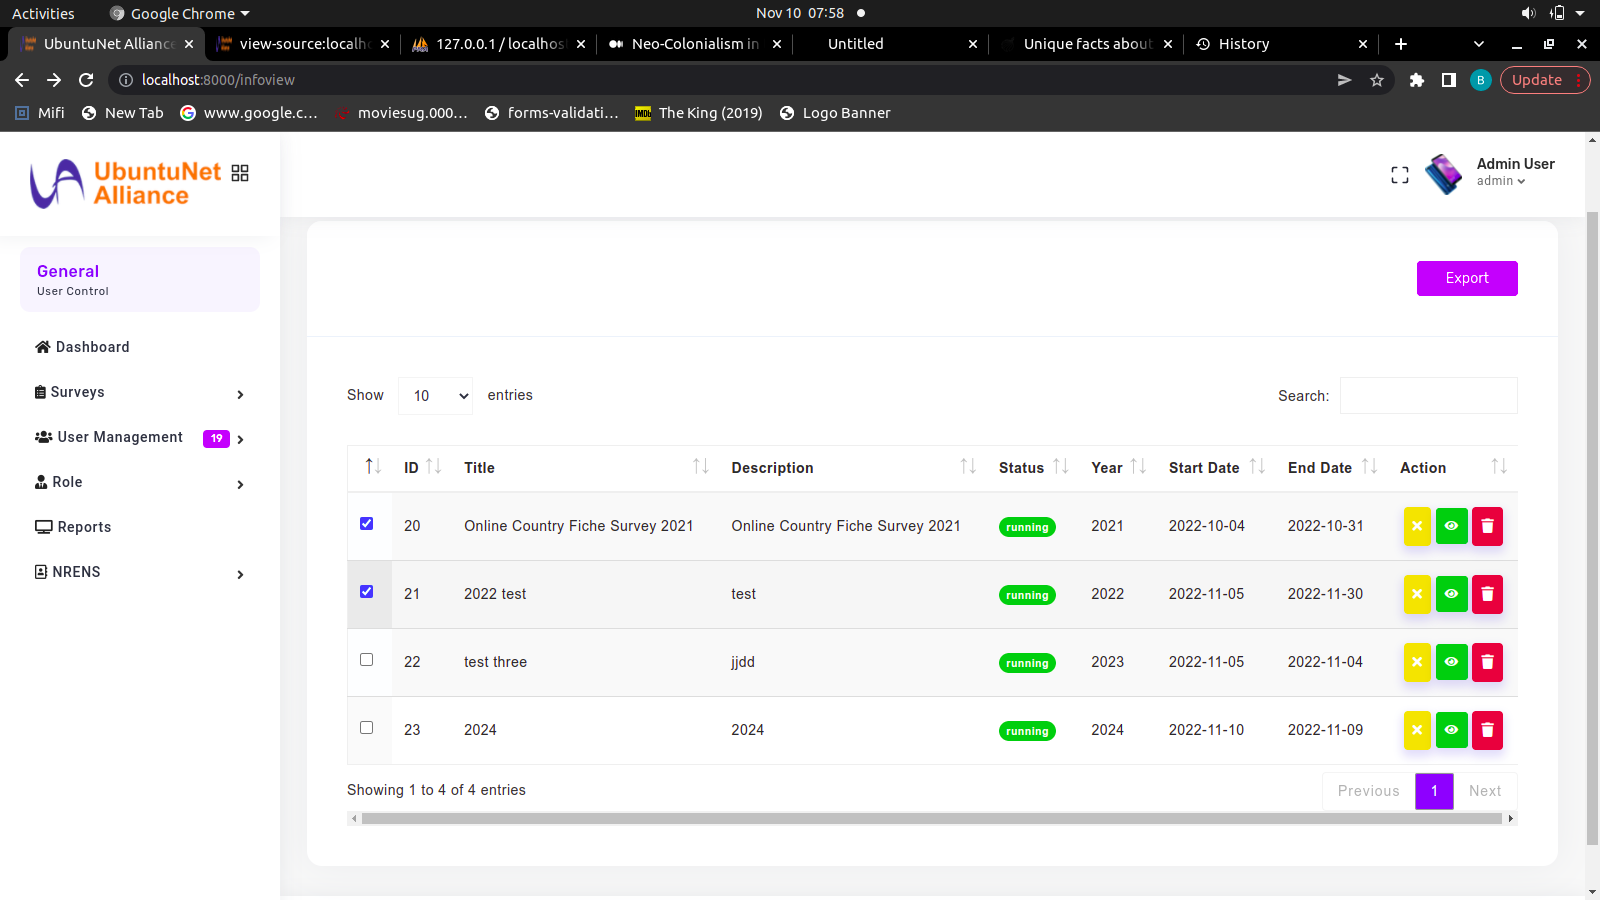 Activities Google Chrome Nov 10 07:58
UbuntuNet Alliance view-source:localh 127.0.0.1 / localhos Neo-Colonialism in Untitled Unique facts about History
localhost:8000/infoview Update
B
Mifi New Tab www.google.c... moviesug.000... forms-validati... IMDb The King (2019) Logo Banner
UbuntuNet
Alliance
Admin User
admin
General
User Control
Export
Dashboard
Surveys
User Management 19
Role
Reports
NRENS
Show 10 entries Search:
ID Title Description Status Year Start Date End Date Action
20 Online Country Fiche Survey 2021 Online Country Fiche Survey 2021 running 2021 2022-10-04 2022-10-31
21 2022 test test running 2022 2022-11-05 2022-11-30
22 test three jjdd running 2023 2022-11-05 2022-11-04
23 2024 2024 running 2024 2022-11-10 2022-11-09
Showing 1 to 4 of 4 entries Previous 1 Next